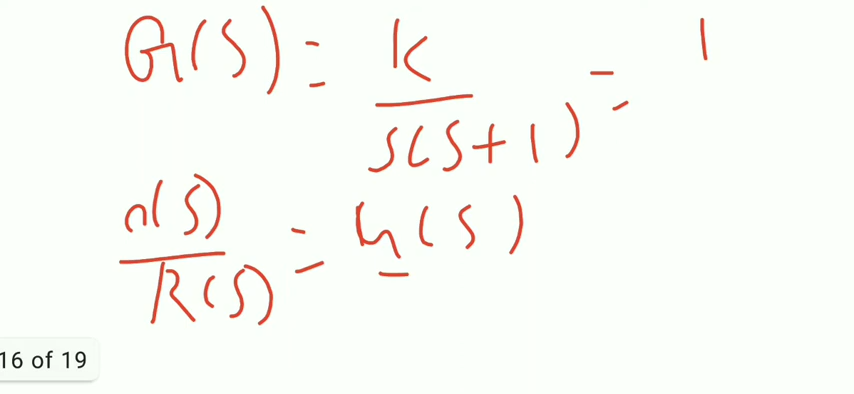 G(S) = K / S(S+1) = 1
n(S) / R(S) = h(S)
16 of 19